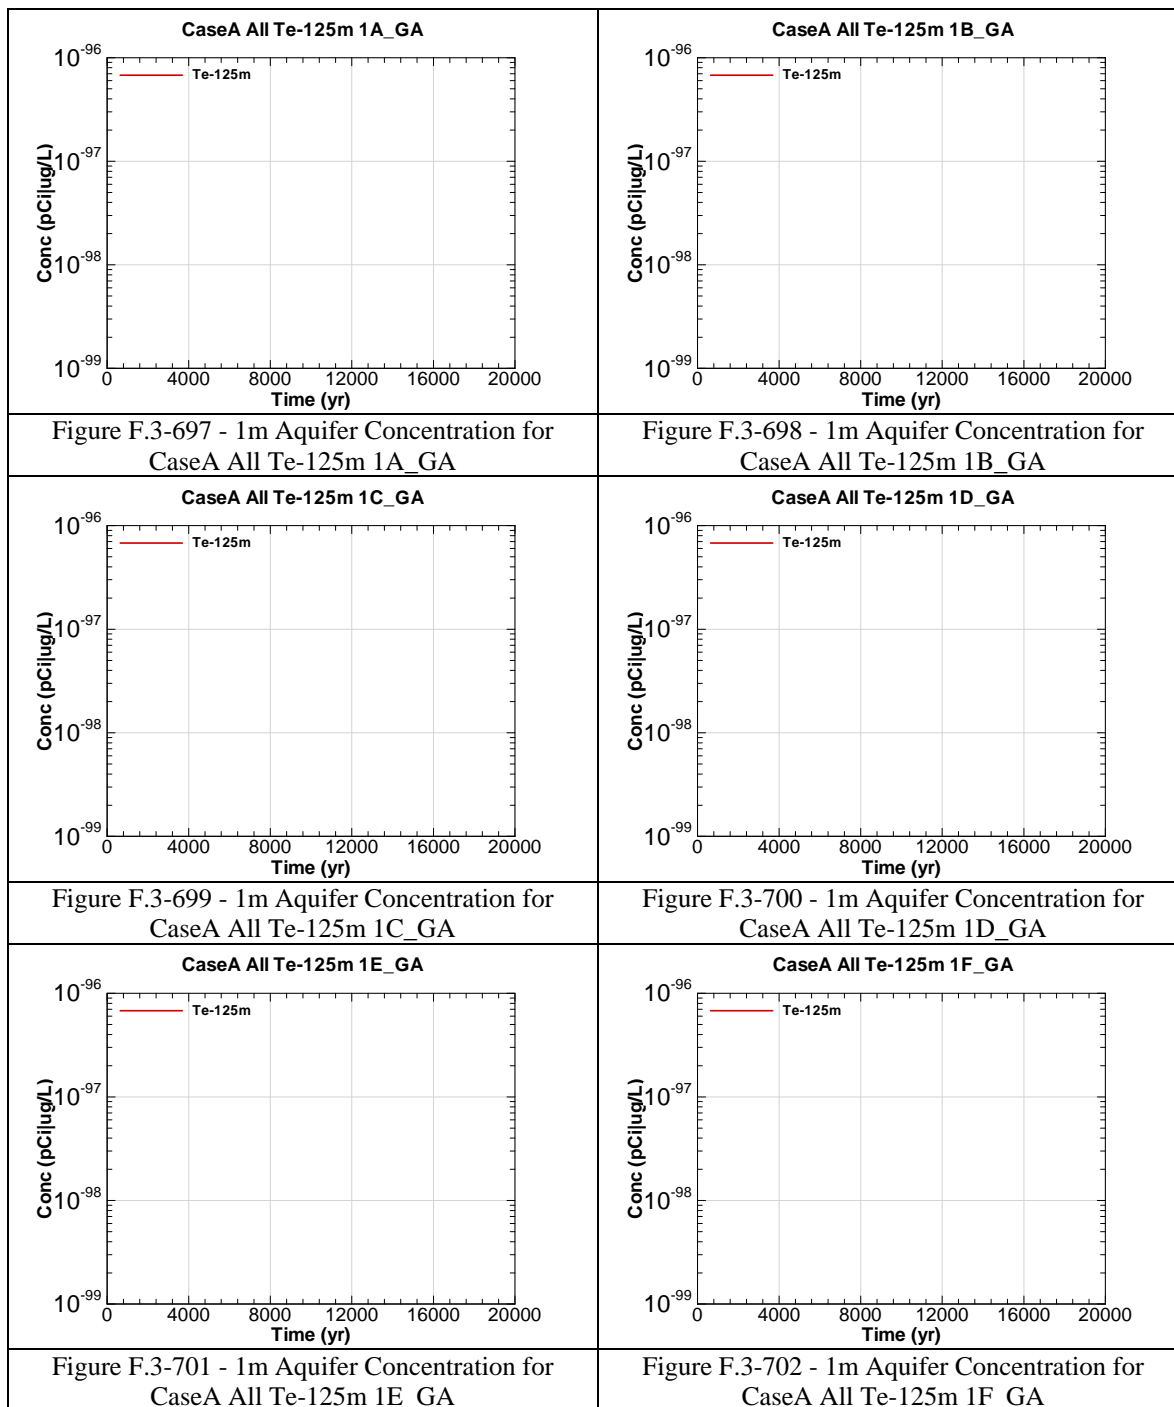 CaseA All Te-125m 1A_GA
10-96
Te-125m
10-97
Conc (pCi|ug/L)
10-98
10-99
0 4000 8000 12000 16000 20000
Time (yr)
Figure F.3-697 - 1m Aquifer Concentration for
CaseA All Te-125m 1A_GA
CaseA All Te-125m 1B_GA
10-96
Te-125m
10-97
Conc (pCi|ug/L)
10-98
10-99
0 4000 8000 12000 16000 20000
Time (yr)
Figure F.3-698 - 1m Aquifer Concentration for
CaseA All Te-125m 1B_GA
CaseA All Te-125m 1C_GA
10-96
Te-125m
10-97
Conc (pCi|ug/L)
10-98
10-99
0 4000 8000 12000 16000 20000
Time (yr)
Figure F.3-699 - 1m Aquifer Concentration for
CaseA All Te-125m 1C_GA
CaseA All Te-125m 1D_GA
10-96
Te-125m
10-97
Conc (pCi|ug/L)
10-98
10-99
0 4000 8000 12000 16000 20000
Time (yr)
Figure F.3-700 - 1m Aquifer Concentration for
CaseA All Te-125m 1D_GA
CaseA All Te-125m 1E_GA
10-96
Te-125m
10-97
Conc (pCi|ug/L)
10-98
10-99
0 4000 8000 12000 16000 20000
Time (yr)
Figure F.3-701 - 1m Aquifer Concentration for
CaseA All Te-125m 1E_GA
CaseA All Te-125m 1F_GA
10-96
Te-125m
10-97
Conc (pCi|ug/L)
10-98
10-99
0 4000 8000 12000 16000 20000
Time (yr)
Figure F.3-702 - 1m Aquifer Concentration for
CaseA All Te-125m 1F_GA